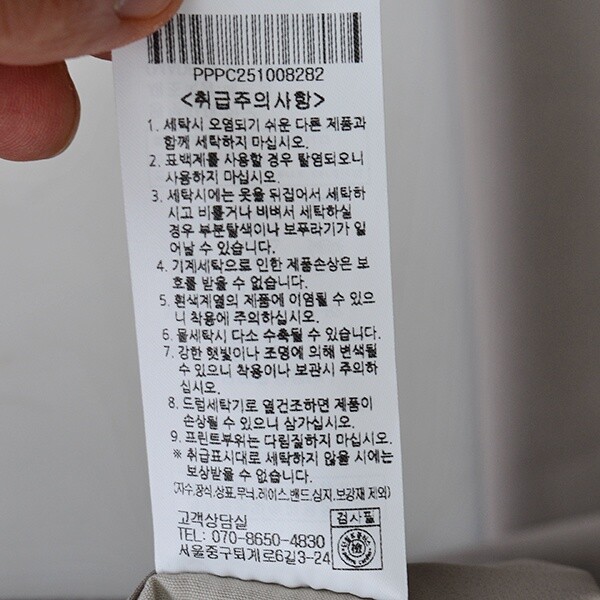 PPPC251008282
<취급주의사항>
1. 세탁시 오염되기 쉬운 다른 제품과
함께 세탁하지 마십시오.
2. 표백제를 사용할 경우 탈염되오니
사용하지 마십시오.
3. 세탁시에는 옷을 뒤집어서 세탁하
시고 비틀거나 비벼서 세탁하실
경우 부분탈색이나 보푸라기가 일
어날 수 있습니다.
4. 기계세탁으로 인한 제품손상은 보
호를 받을 수 없습니다.
5. 흰색계열의 제품에 이염될 수 있으
니 착용에 주의하십시오.
6. 물세탁시 다소 수축될 수 있습니다.
7. 강한 햇빛이나 조명에 의해 변색될
수 있으니 착용이나 보관시 주의하
십시오.
8. 드럼세탁기로 열건조하면 제품이
손상될 수 있으니 삼가십시오.
9. 프린트부위는 다림질하지 마십시오.
※ 취급표시대로 세탁하지 않을 시에는
보상받을 수 없습니다.
(자수,장식,상표,무늬,레이스밴드,심지,보강재 제외)
고객상담실
TEL: 070-8650-4830
서울중구퇴계로6길3-24
검사필